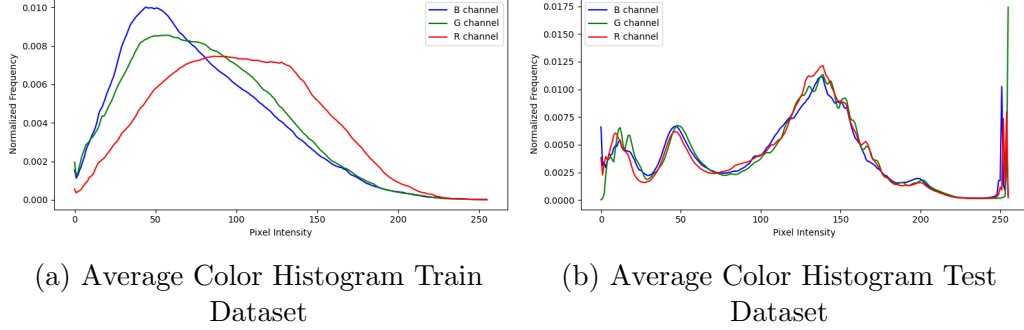 0.010
0.008
0.006
0.004
0.002
0.000
Normalized Frequency
B channel
G channel
R channel
0 50 100 150 200 250
Pixel Intensity
(a) Average Color Histogram Train
Dataset
0.0175
0.0150
0.0125
0.0100
0.0075
0.0050
0.0025
0.0000
Normalized Frequency
B channel
G channel
R channel
0 50 100 150 200 250
Pixel Intensity
(b) Average Color Histogram Test
Dataset